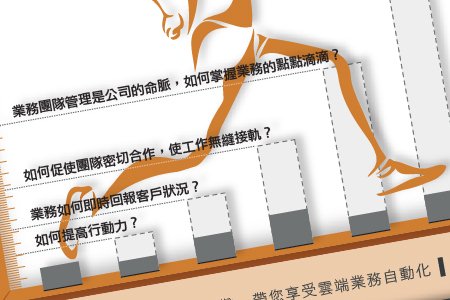 業務團隊管理是公司的命脈，如何掌握業務的點點滴滴？
如何促使團隊密切合作，使工作無縫接軌？
業務如何即時回報客戶狀況？
如何提高行動力？
帶您享受雲端業務自動化